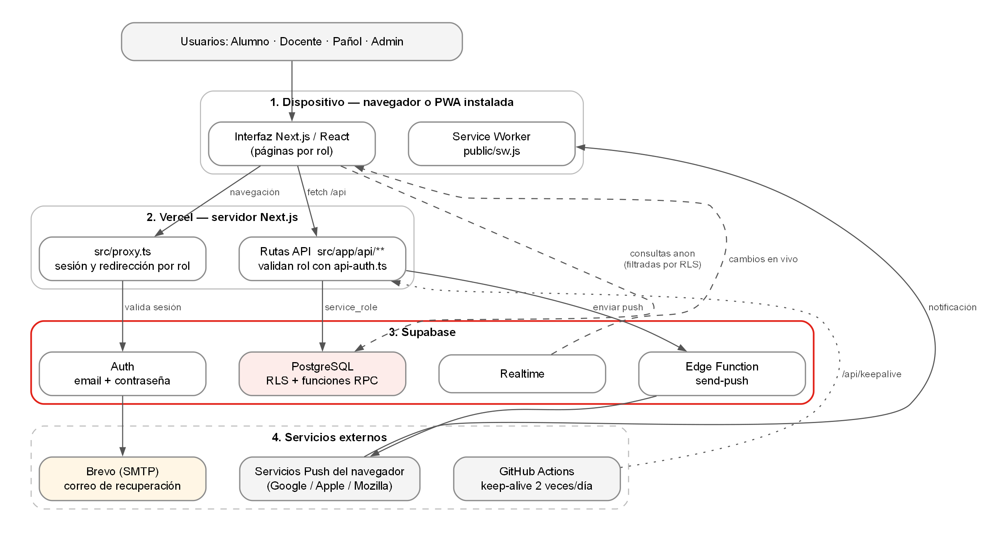 Usuarios: Alumno · Docente · Pañol · Admin
1. Dispositivo — navegador o PWA instalada
Interfaz Next.js / React
(páginas por rol)
Service Worker
public/sw.js
navegación
fetch /api
2. Vercel — servidor Next.js
src/proxy.ts
sesión y redirección por rol
Rutas API  src/app/api/**
validan rol con api-auth.ts
consultas anon
(filtradas por RLS)
cambios en vivo
valida sesión
service_role
enviar push
notificación
3. Supabase
Auth
email + contraseña
PostgreSQL
RLS + funciones RPC
Realtime
Edge Function
send-push
/api/keepalive
4. Servicios externos
Brevo (SMTP)
correo de recuperación
Servicios Push del navegador
(Google / Apple / Mozilla)
GitHub Actions
keep-alive 2 veces/día